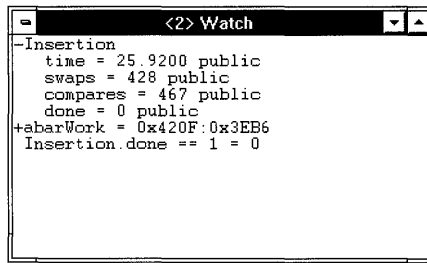 <2> Watch
-Insertion
time = 25.9200 public
swaps = 428 public
compares = 467 public
done = 0 public
+abarWork = 0x420F:0x3EB6
Insertion.done == 1 = 0